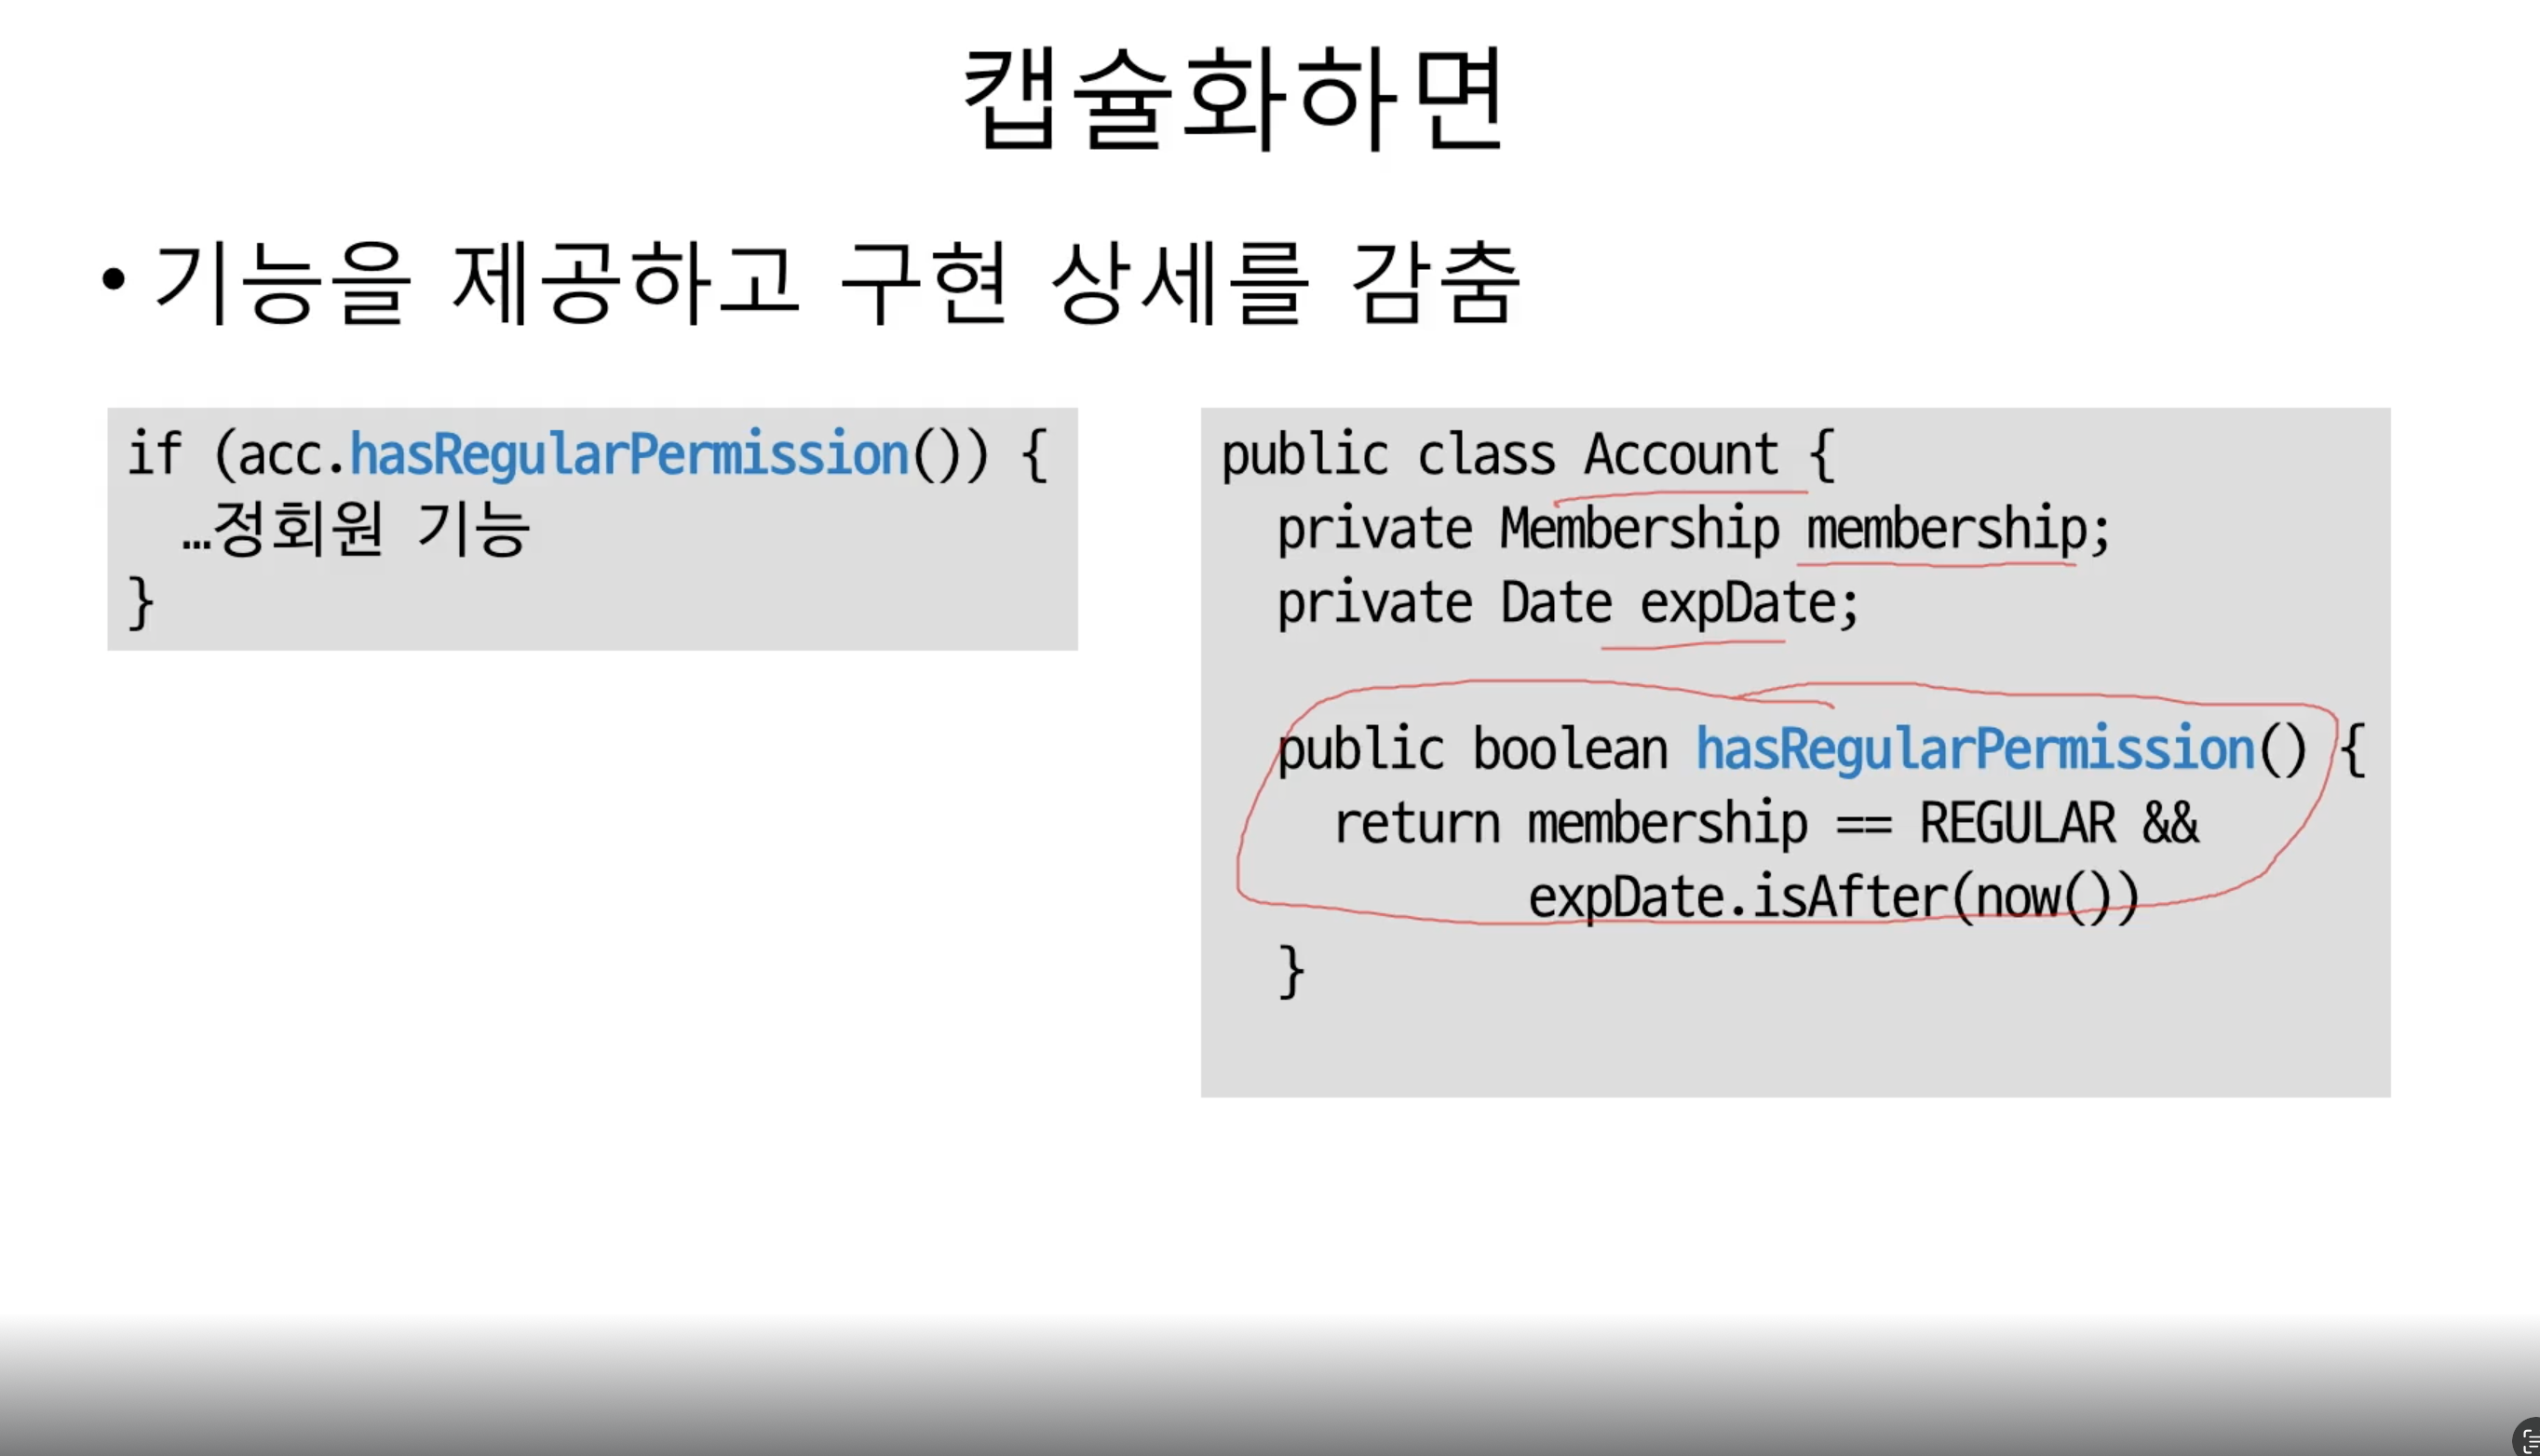 캡슐화하면
• 기능을 제공하고 구현 상세를 감춤
if (acc.hasRegularPermission()) {
…정회원 기능
}
public class Account {
private Membership membership;
private Date expDate;
public boolean hasRegularPermission() {
return membership == REGULAR &&
expDate.isAfter(now())
}